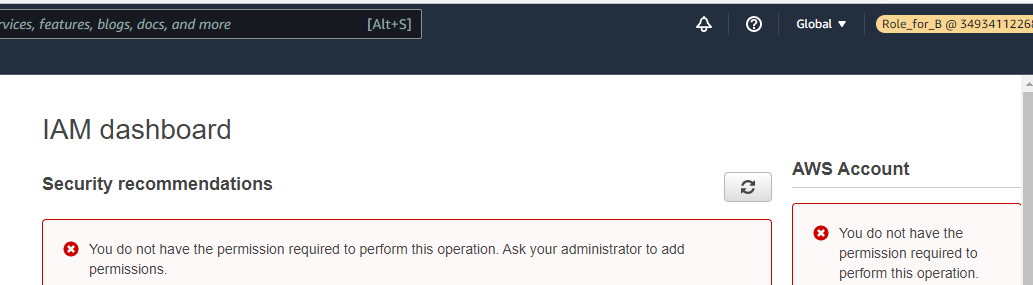 rvices, features, blogs, docs, and more [Alt+S] Global Role_for_B @ 34934112268
IAM dashboard
Security recommendations
You do not have the permission required to perform this operation. Ask your administrator to add
permissions.
AWS Account
You do not have the
permission required to
perform this operation.